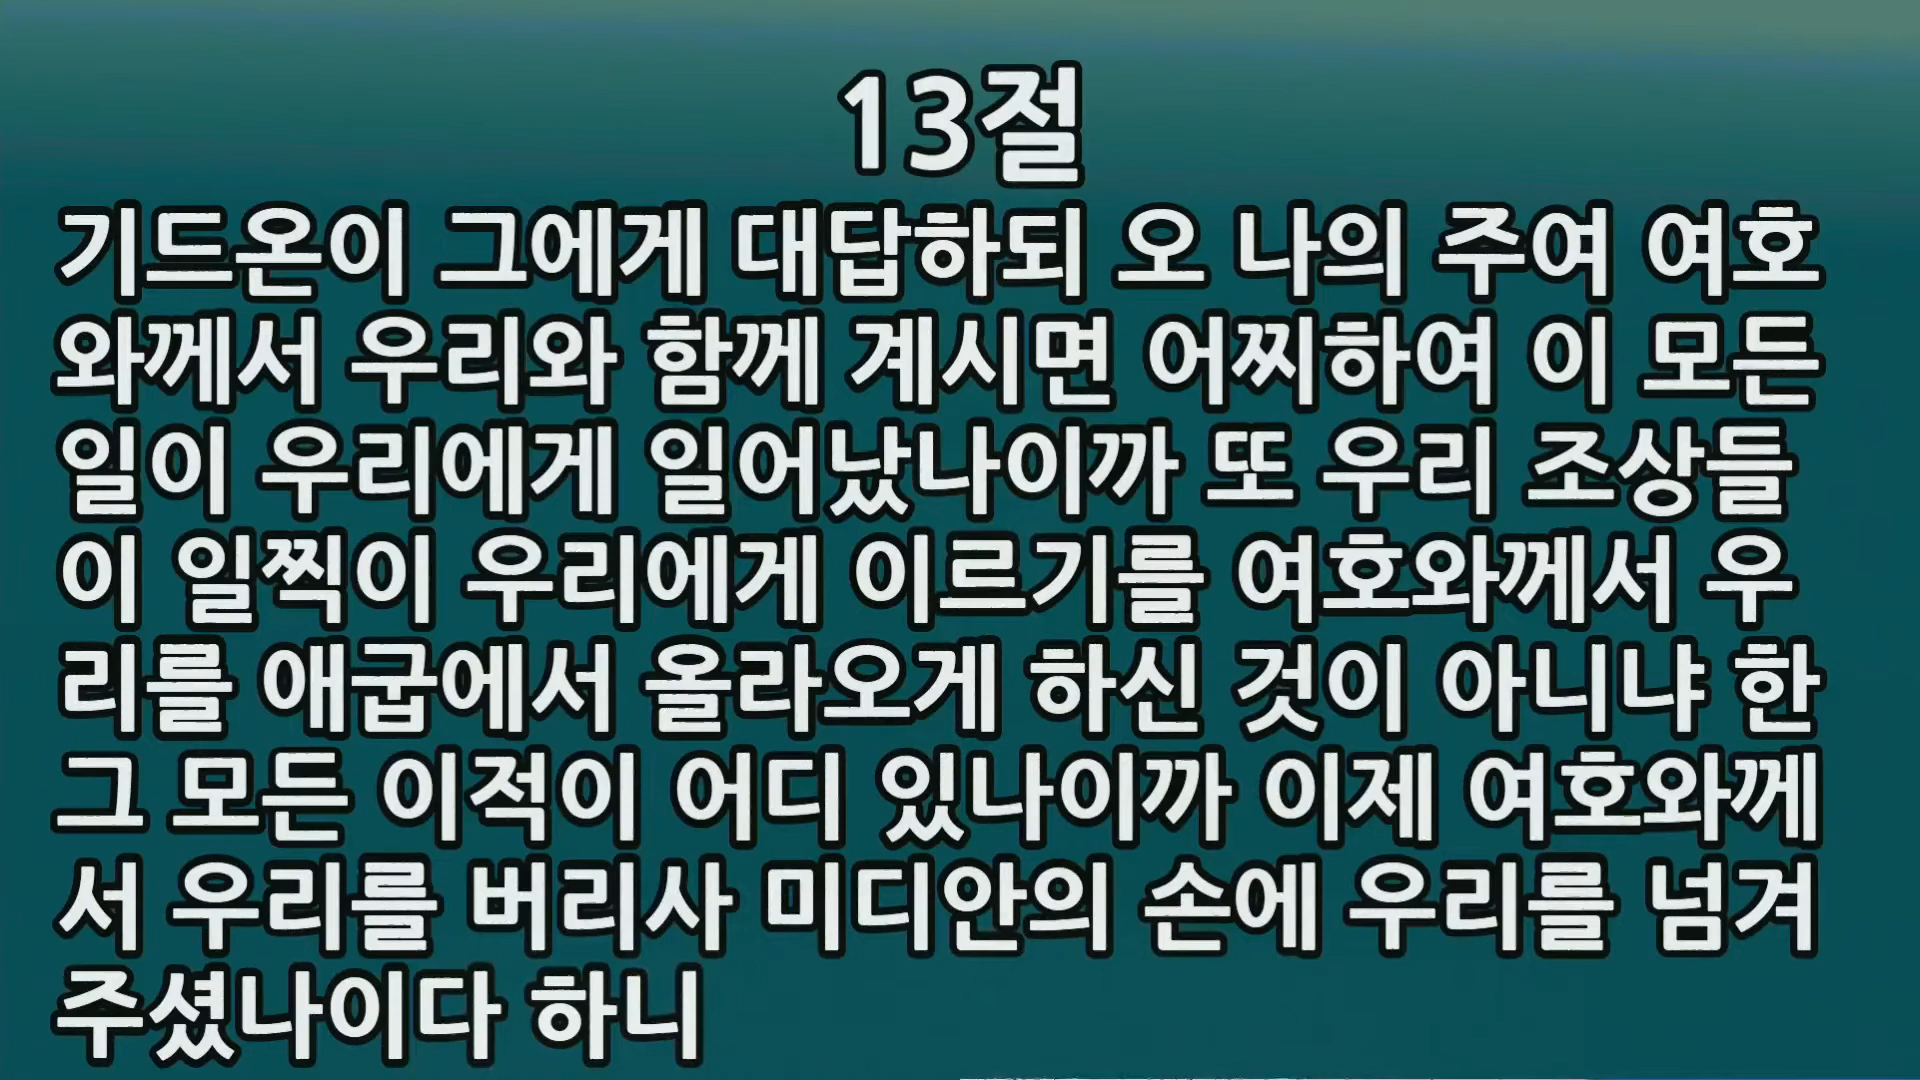 13절
기드온이 그에게 대답하되 오 나의 주여 여호
와께서 우리와 함께 계시면 어찌하여 이 모든
일이 우리에게 일어났나이까 또 우리 조상들
이 일찍이 우리에게 이르기를 여호와께서 우
리를 애굽에서 올라오게 하신 것이 아니냐 한
그 모든 이적이 어디 있나이까 이제 여호와께
서 우리를 버리사 미디안의 손에 우리를 넘겨
주셨나이다 하니